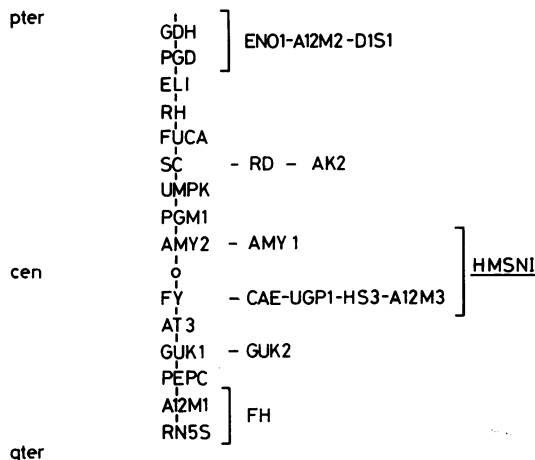 pter
GDH
ENO1-A12M2-D1S1
PGD
EL1
RH
FUCA
SC - RD - AK2
UMPK
PGM1
AMY2 - AMY1
HMSNI
cen o
FY - CAE-UGP1-HS3-A12M3
AT3
GUK1 - GUK2
PEPC
A12M1
FH
RN5S
qter